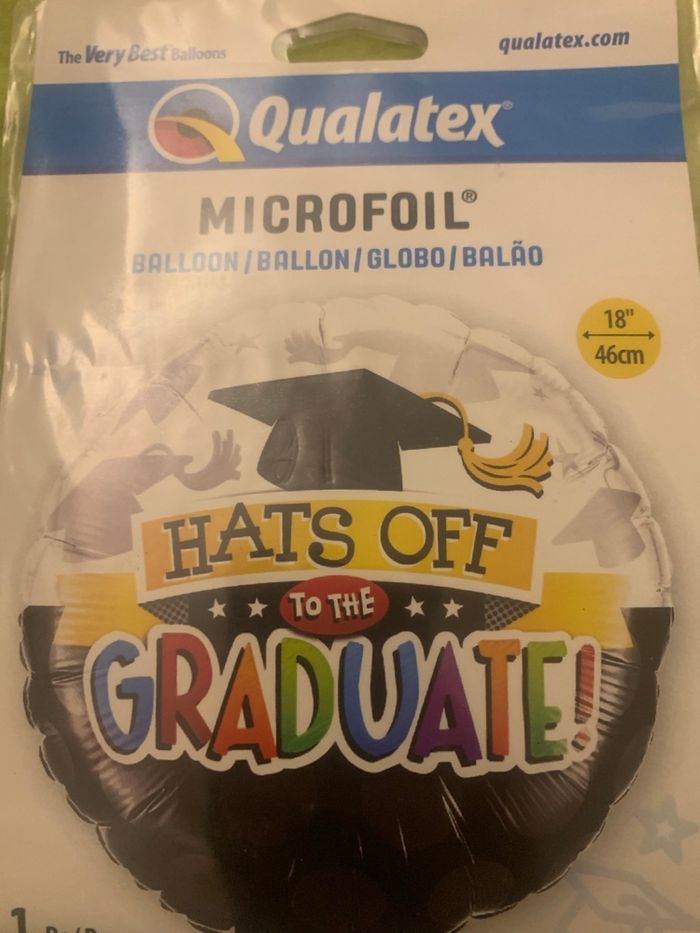 The Very Best Balloons
qualatex.com
Qualatex®
MICROFOIL®
BALLOON / BALLON / GLOBO / BALÃO
18"
46cm
HATS OFF
TO THE
GRADUATE!
1